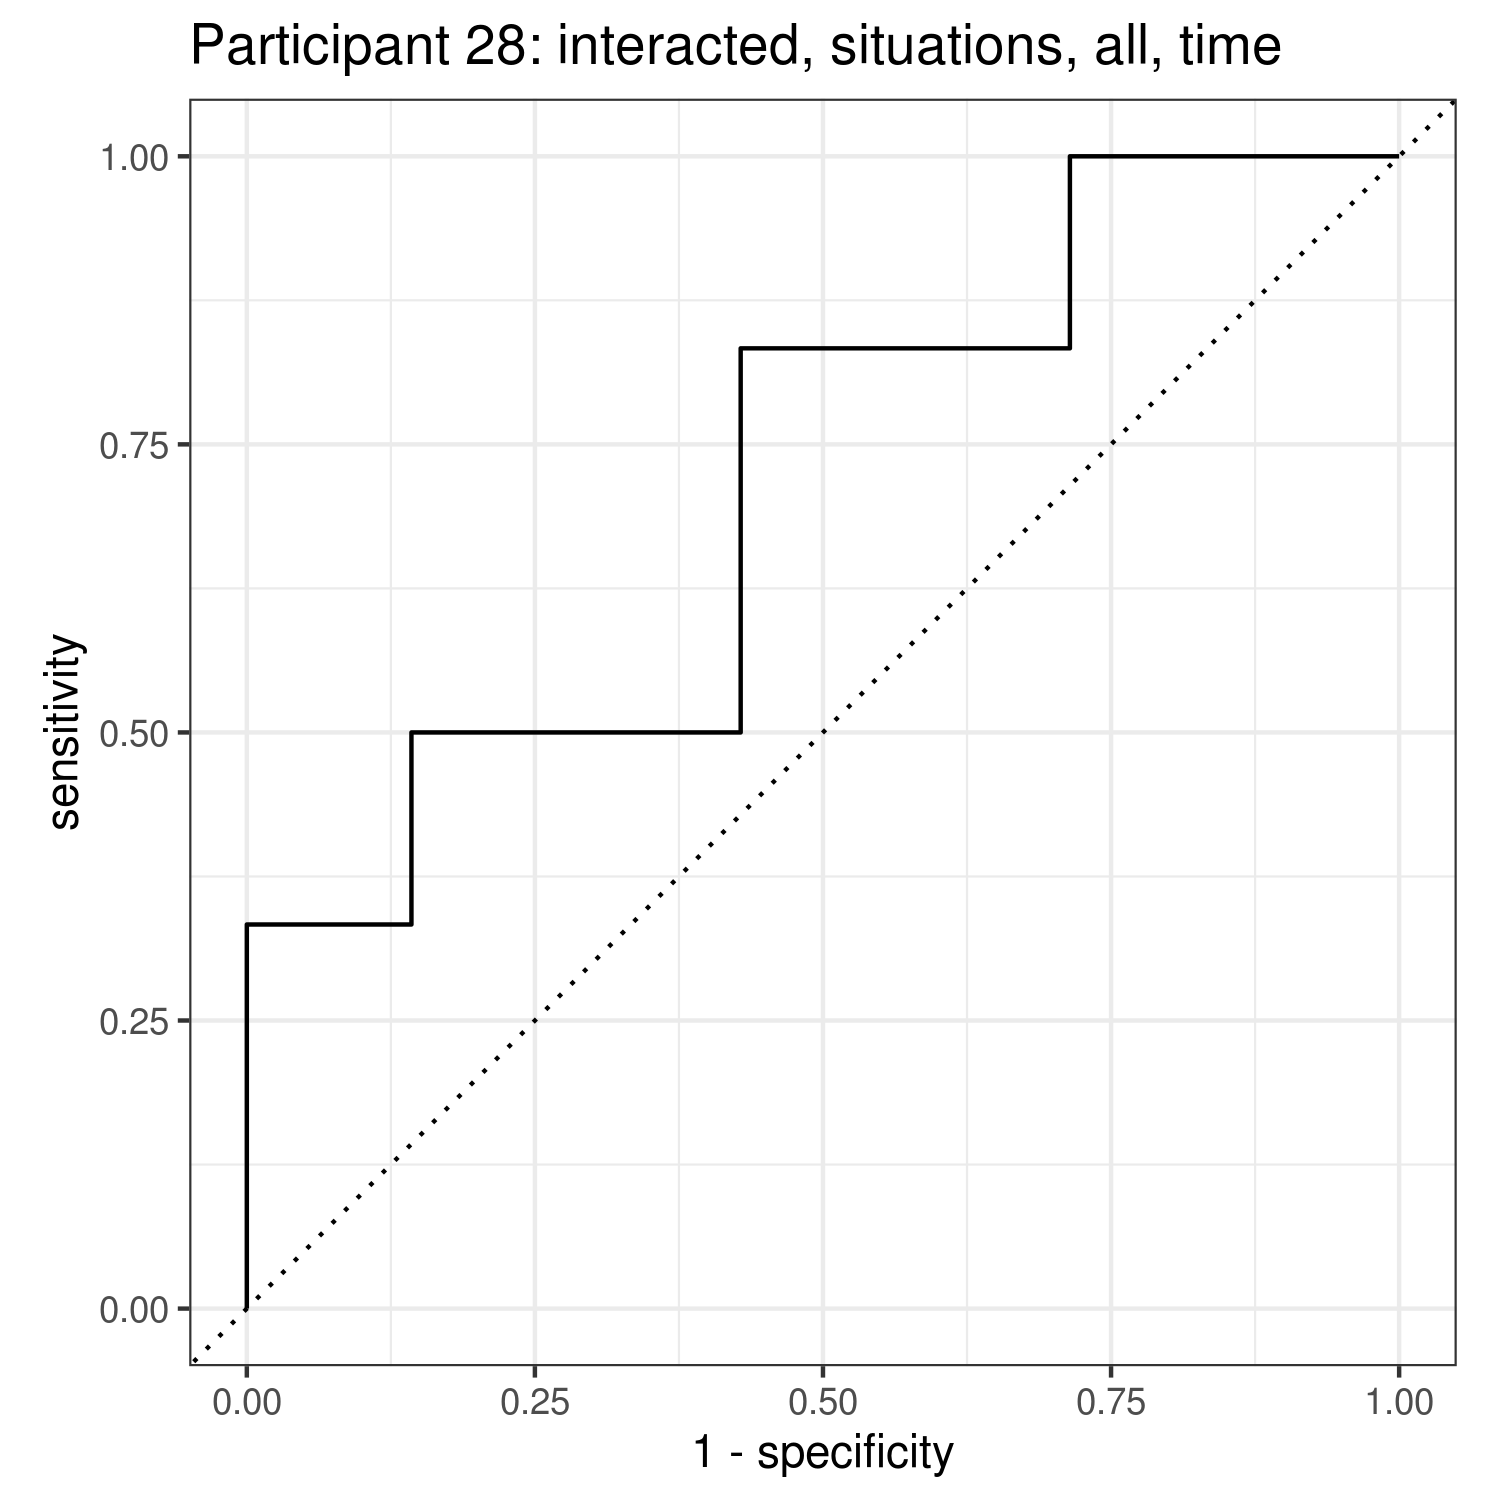 Participant 28: interacted, situations, all, time
1.00
0.75
0.50
0.25
0.00
sensitivity
0.00 0.25 0.50 0.75 1.00
1 - specificity